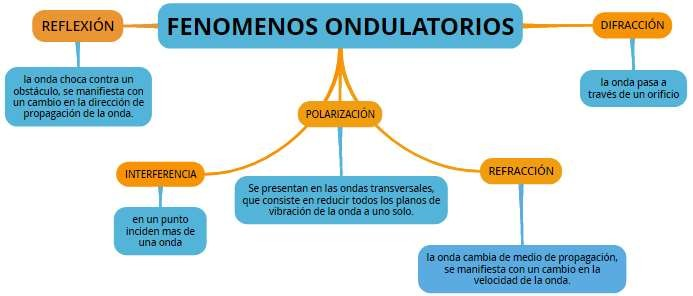 FENOMENOS ONDULATORIOS
REFLEXIÓN
la onda choca contra un
obstáculo, se manifiesta con
un cambio en la dirección de
propagación de la onda.
DIFRACCIÓN
la onda pasa a
través de un orificio
POLARIZACIÓN
Se presentan en las ondas transversales,
que consiste en reducir todos los planos de
vibración de la onda a uno solo.
INTERFERENCIA
en un punto
inciden mas de
una onda
REFRACCIÓN
la onda cambia de medio de propagación,
se manifiesta con un cambio en la
velocidad de la onda.